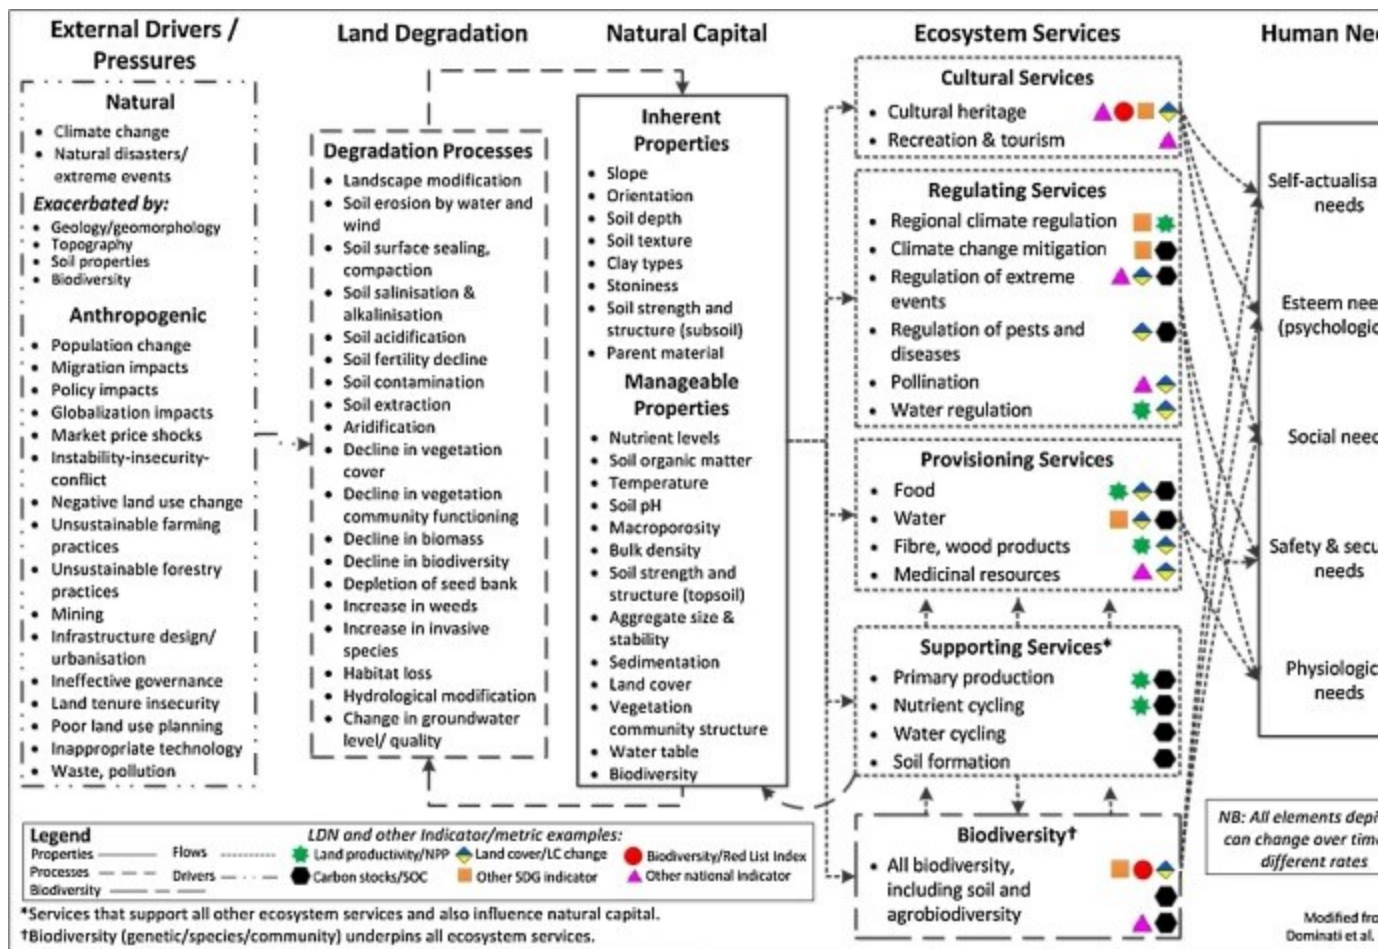 External Drivers /
Pressures
Natural
• Climate change
• Natural disasters/
extreme events
Exacerbated by:
• Geology/geomorphology
• Topography
• Soil properties
• Biodiversity
Anthropogenic
• Population change
• Migration impacts
• Policy impacts
• Globalization impacts
• Market price shocks
• Instability-insecurity-
conflict
• Negative land use change
• Unsustainable farming
practices
• Unsustainable forestry
practices
• Mining
• Infrastructure design/
urbanisation
• Ineffective governance
• Land tenure insecurity
• Poor land use planning
• Inappropriate technology
• Waste, pollution
Land Degradation
Degradation Processes
• Landscape modification
• Soil erosion by water and
wind
• Soil surface sealing,
compaction
• Soil salinisation &
alkalinisation
• Soil acidification
• Soil fertility decline
• Soil contamination
• Soil extraction
• Aridification
• Decline in vegetation
cover
• Decline in vegetation
community functioning
• Decline in biomass
• Decline in biodiversity
• Depletion of seed bank
• Increase in weeds
• Increase in invasive
species
• Habitat loss
• Hydrological modification
• Change in groundwater
level/ quality
Natural Capital
Inherent
Properties
• Slope
• Orientation
• Soil depth
• Soil texture
• Clay types
• Stoniness
• Soil strength and
structure (subsoil)
• Parent material
Manageable
Properties
• Nutrient levels
• Soil organic matter
• Temperature
• Soil pH
• Macroporosity
• Bulk density
• Soil strength and
structure (topsoil)
• Aggregate size &
stability
• Sedimentation
• Land cover
• Vegetation
community structure
• Water table
• Biodiversity
Ecosystem Services
Cultural Services
• Cultural heritage
• Recreation & tourism
Regulating Services
• Regional climate regulation
• Climate change mitigation
• Regulation of extreme
events
• Regulation of pests and
diseases
• Pollination
• Water regulation
Provisioning Services
• Food
• Water
• Fibre, wood products
• Medicinal resources
Supporting Services*
• Primary production
• Nutrient cycling
• Water cycling
• Soil formation
Biodiversity†
• All biodiversity,
including soil and
agrobiodiversity
Human Nee
Self-actualisa
needs
Esteem nee
(psychologic
Social need
Safety & secu
needs
Physiologic
needs
NB: All elements depi
can change over time
different rates
Modified fro
Dominati et al.
Legend
LDN and other Indicator/metric examples:
Properties
Flows
Land productivity/NPP
Land cover/LC change
Biodiversity/Red List Index
Processes
Drivers
Carbon stocks/SOC
Other SDG indicator
Other national indicator
Biodiversity
*Services that support all other ecosystem services and also influence natural capital.
†Biodiversity (genetic/species/community) underpins all ecosystem services.